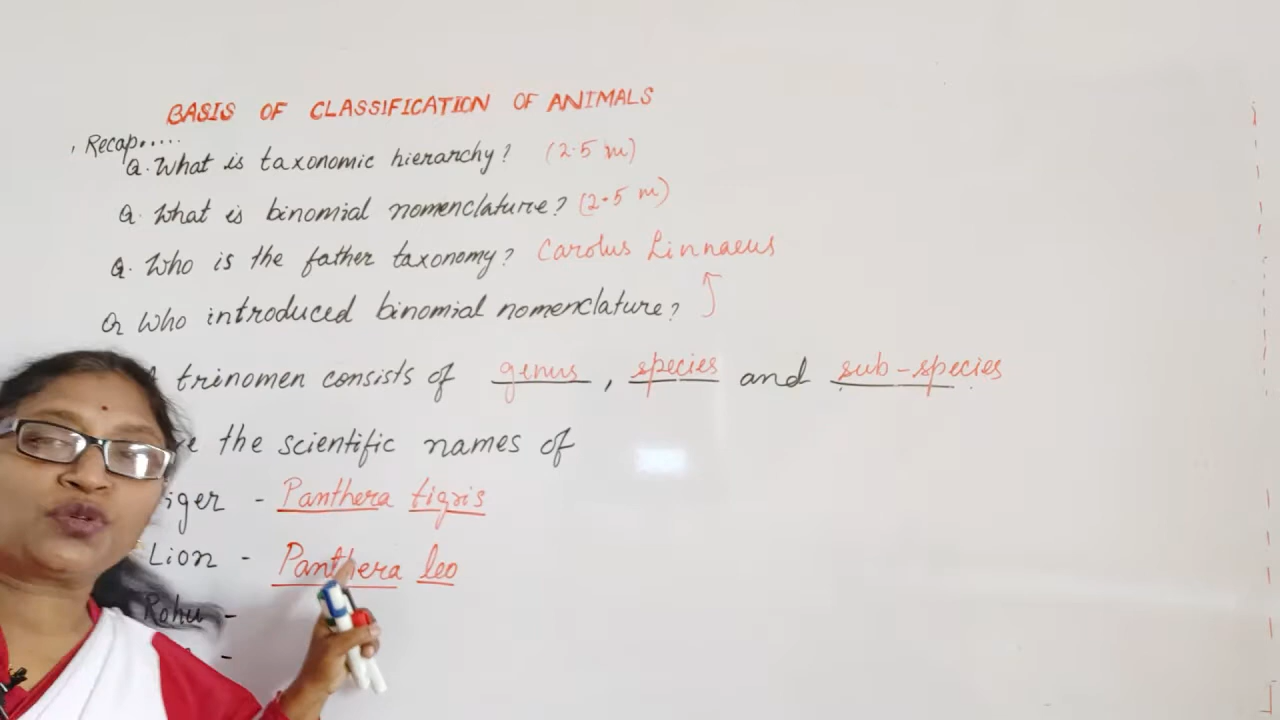 BASIS OF CLASSIFICATION OF ANIMALS
Recap.....
Q. What is taxonomic hierarchy? (2.5 m)
Q. What is binomial nomenclature? (2.5 m)
Q. Who is the father taxonomy? Carolus Linnaeus
Q Who introduced binomial nomenclature?
trinomen consists of genus, species and sub-species
the scientific names of
iger - Panthera tigris
Lion - Panthera leo
Rohu -
-